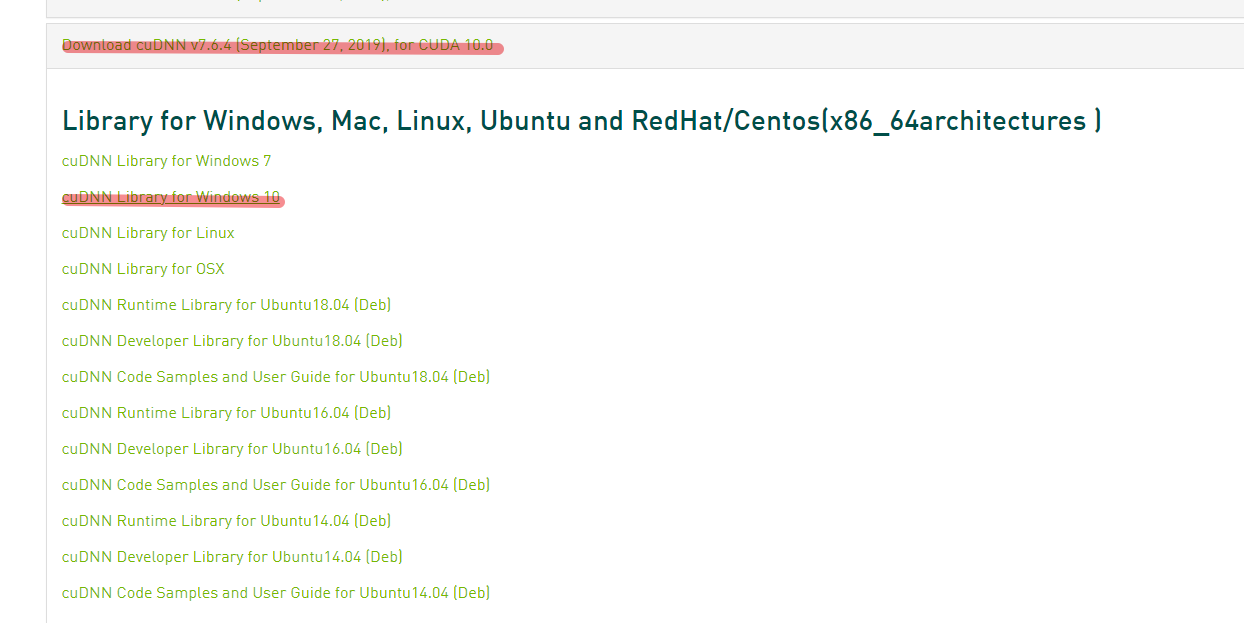 Download cuDNN v7.6.4 (September 27, 2019), for CUDA 10.0
Library for Windows, Mac, Linux, Ubuntu and RedHat/Centos(x86_64architectures )
cuDNN Library for Windows 7
cuDNN Library for Windows 10
cuDNN Library for Linux
cuDNN Library for OSX
cuDNN Runtime Library for Ubuntu18.04 (Deb)
cuDNN Developer Library for Ubuntu18.04 (Deb)
cuDNN Code Samples and User Guide for Ubuntu18.04 (Deb)
cuDNN Runtime Library for Ubuntu16.04 (Deb)
cuDNN Developer Library for Ubuntu16.04 (Deb)
cuDNN Code Samples and User Guide for Ubuntu16.04 (Deb)
cuDNN Runtime Library for Ubuntu14.04 (Deb)
cuDNN Developer Library for Ubuntu14.04 (Deb)
cuDNN Code Samples and User Guide for Ubuntu14.04 (Deb)